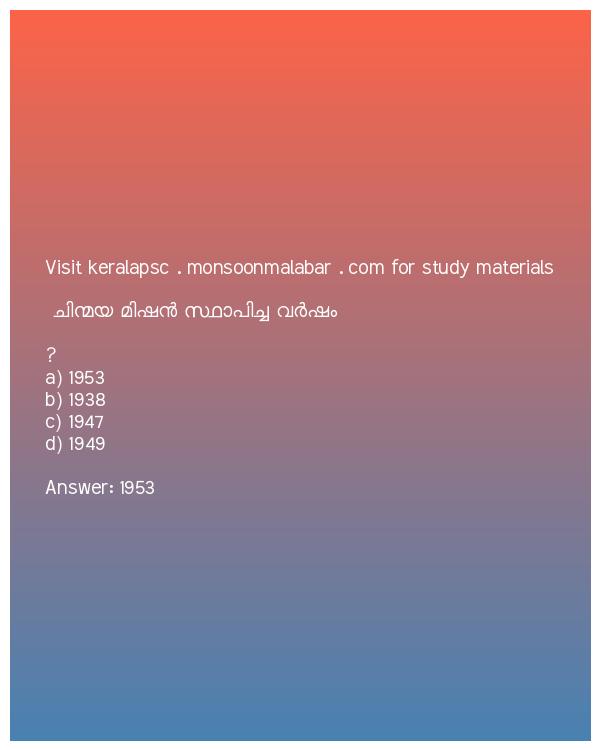 Visit keralapsc . monsoonmalabar . com for study materials
ചിന്മയ മിഷൻ സ്ഥാപിച്ച വർഷം
?
a) 1953
b) 1938
c) 1947
d) 1949
Answer: 1953